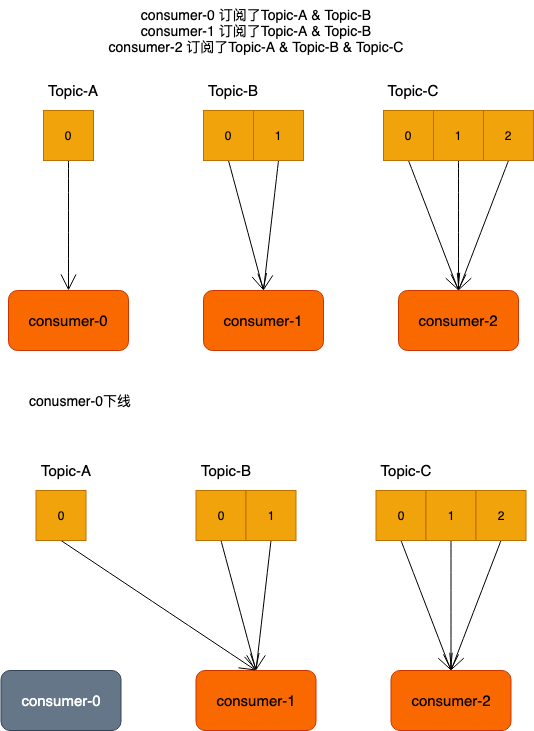 consumer-0 订阅了Topic-A & Topic-B
consumer-1 订阅了Topic-A & Topic-B
consumer-2 订阅了Topic-A & Topic-B & Topic-C
Topic-A Topic-B Topic-C
0 0 1 0 1 2
consumer-0 consumer-1 consumer-2
conusmer-0下线
Topic-A Topic-B Topic-C
0 0 1 0 1 2
consumer-0 consumer-1 consumer-2